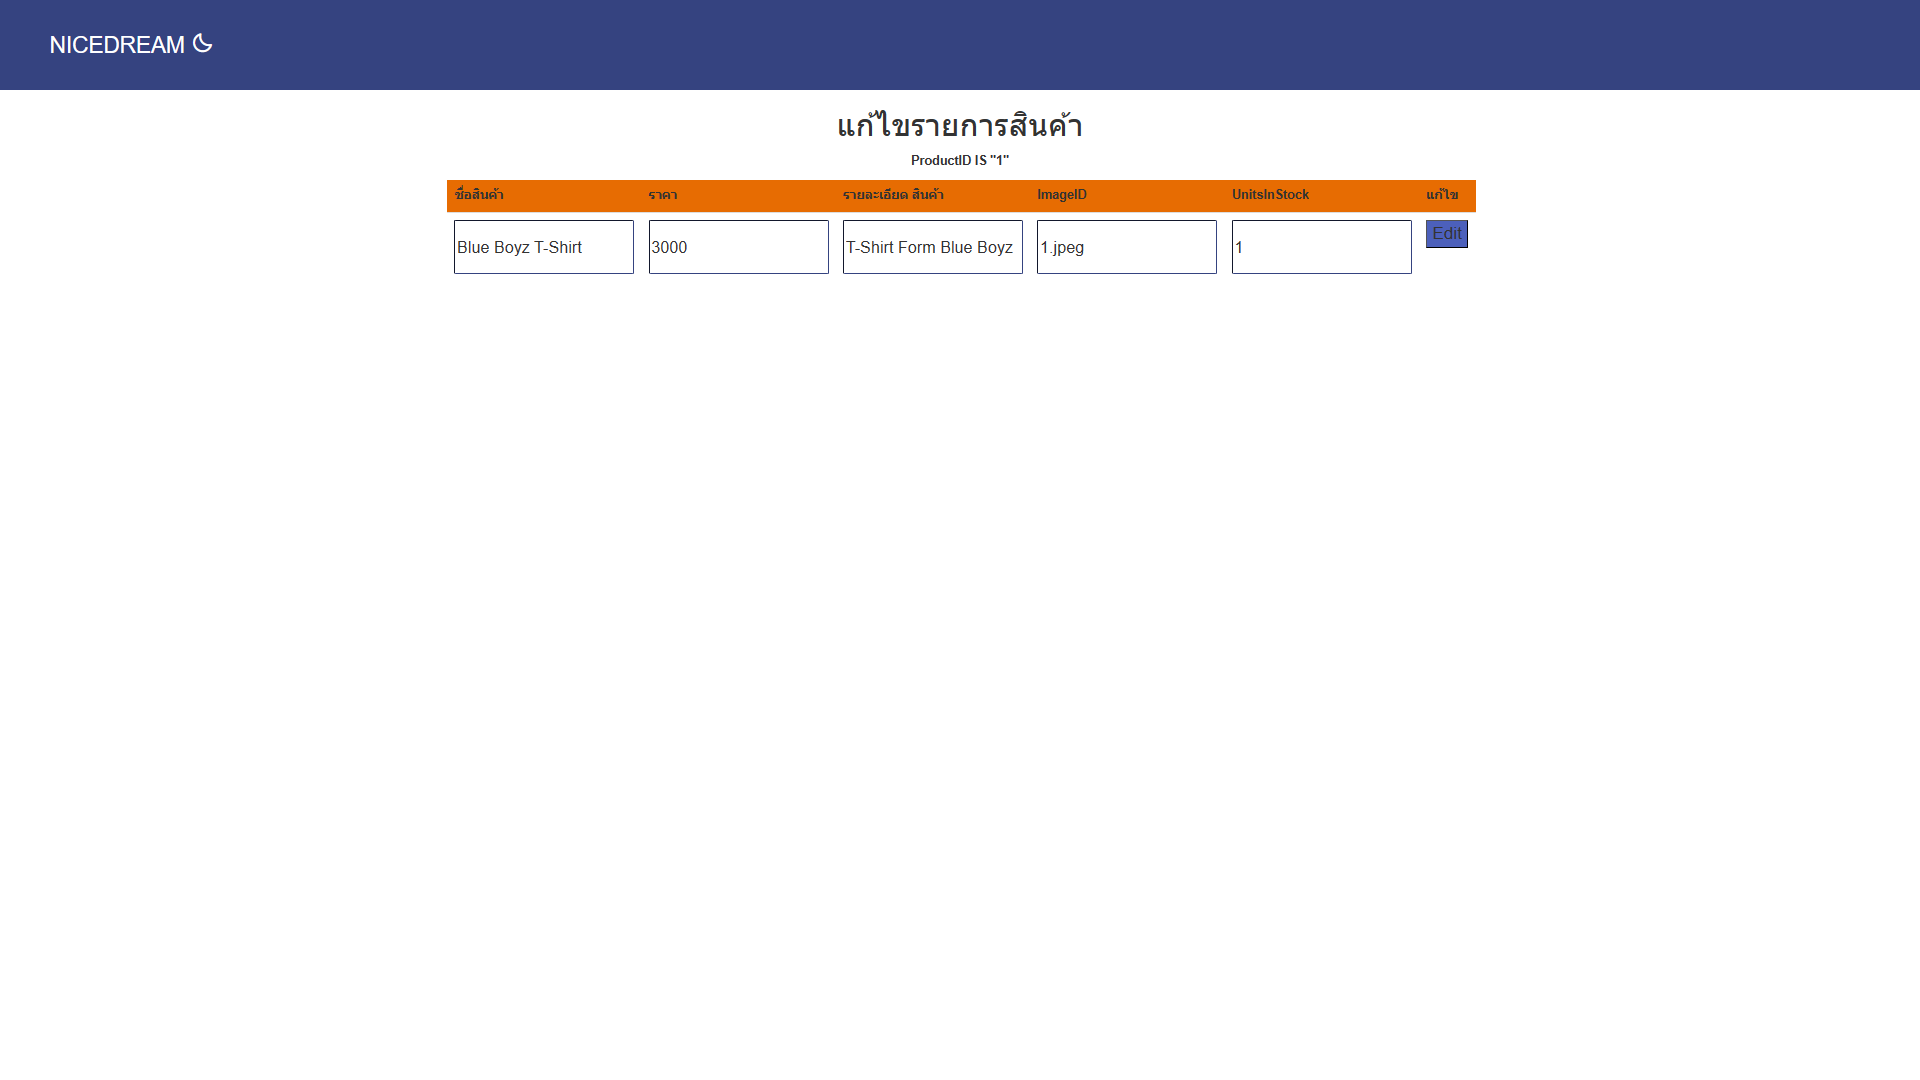 NICEDREAM
แก้ไขรายการสินค้า
ProductID IS "1"
ชื่อสินค้า ราคา รายละเอียด สินค้า ImageID UnitsInStock แก้ไข
Blue Boyz T-Shirt 3000 T-Shirt Form Blue Boyz 1.jpeg 1 Edit